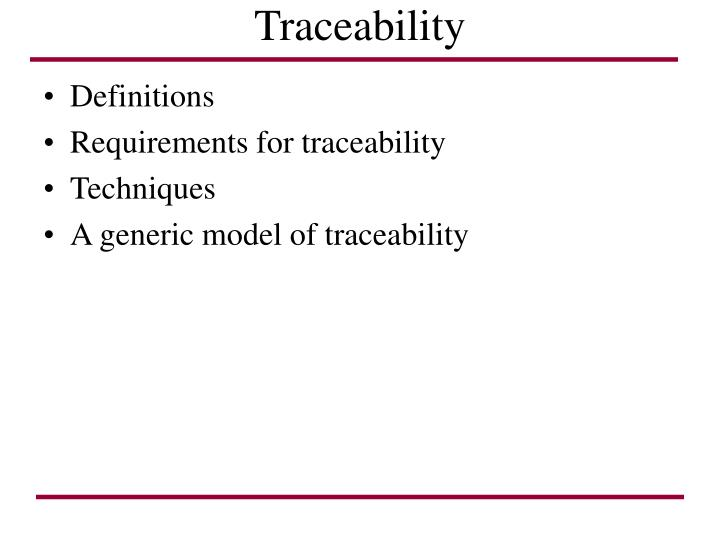 Traceability
• Definitions
• Requirements for traceability
• Techniques
• A generic model of traceability